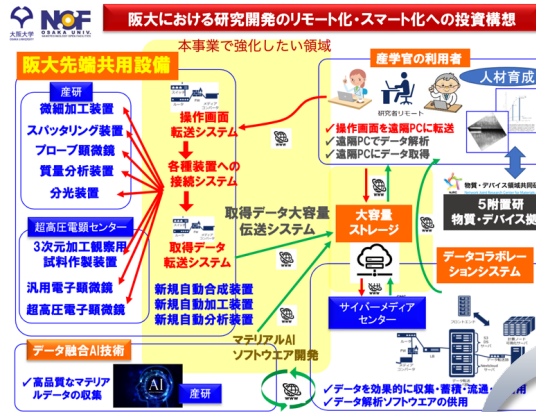 大阪大学
OSAKA UNIVERSITY
NOF
OSAKA UNIV.
阪大における研究開発のリモート化・スマート化への投資構想
本事業で強化したい領域
阪大先端共用設備
産研
微細加工装置
スパッタリング装置
プローブ顕微鏡
質量分析装置
分光装置
超高圧電顕センター
3次元加工観察用
試料作製装置
汎用電子顕微鏡
超高圧電子顕微鏡
操作画面
転送システム
各種装置への
接続システム
取得データ
転送システム
新規自動合成装置
新規自動加工装置
新規自動分析装置
取得データ大容量
伝送システム
マテリアルAI
ソフトウエア開発
産学官の利用者
研究者リモート
✓操作画面を遠隔PCに転送
✓遠隔PCでデータ解析
✓遠隔PCにデータ取得
人材育成
物質・デバイス領域共同研
5附置研
物質・デバイス拠
大容量
ストレージ
サイバーメディア
センター
データコラボレ
ーションシステム
フロントエンド
✓データを効果的に収集・蓄積・流通・
用
✓データ解析ソフトウエアの供用
データ融合AI技術
✓高品質なマテリア
ルデータの収集
AI
産研
WWW
WWW
WWW
WWW
WWW
WWW
WWW